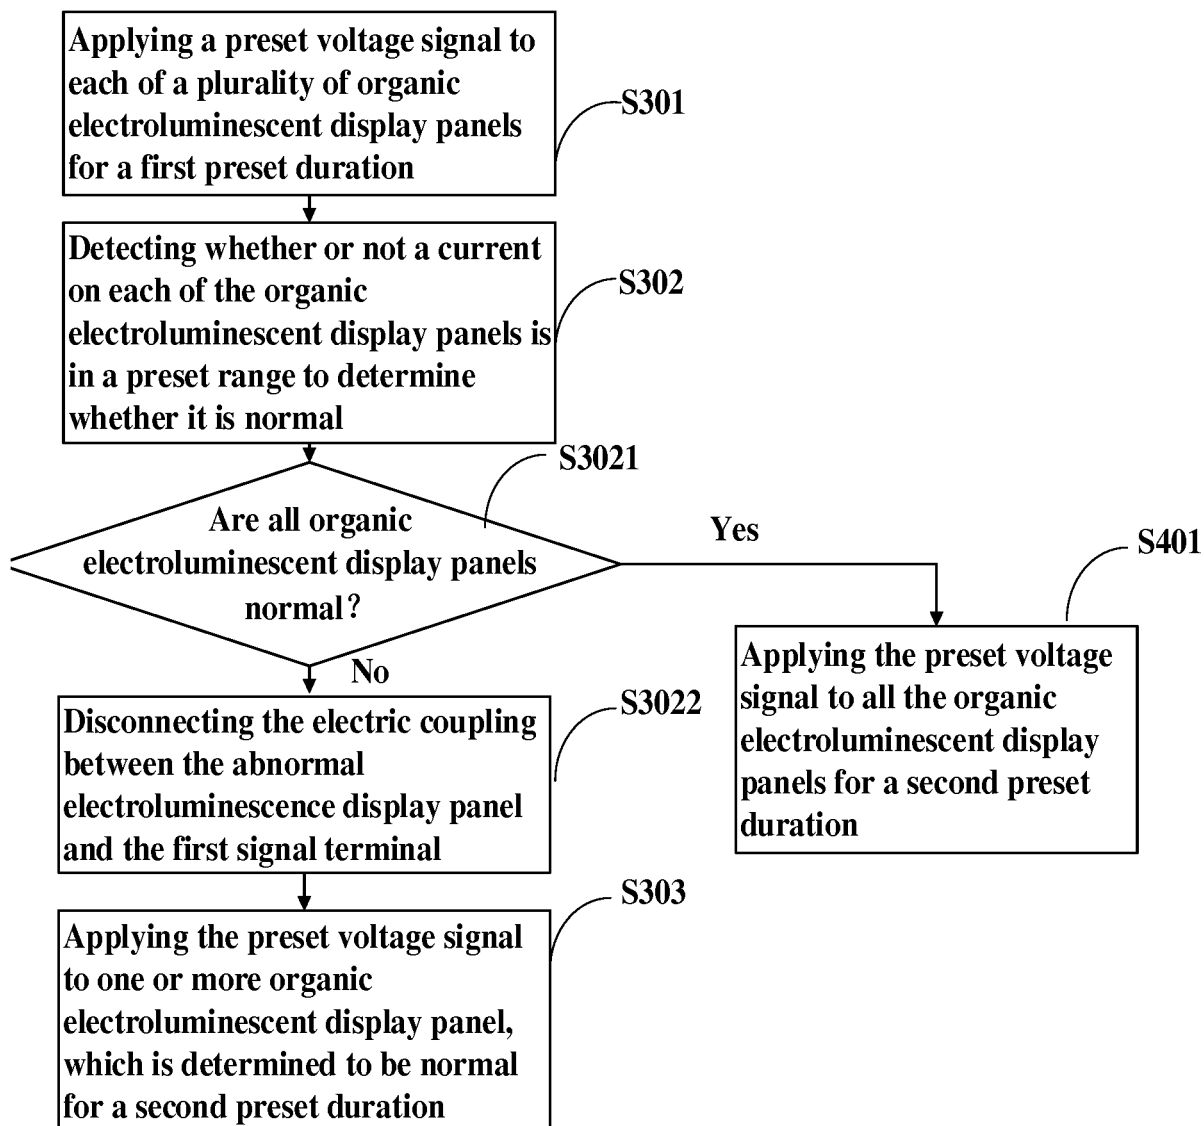 Applying a preset voltage signal to
each of a plurality of organic
electroluminescent display panels
for a first preset duration
S301
Detecting whether or not a current
on each of the organic
electroluminescent display panels is
in a preset range to determine
whether it is normal
S302
S3021
Are all organic
electroluminescent display panels
normal?
Yes
No
S401
Applying the preset voltage
signal to all the organic
electroluminescent display
panels for a second preset
duration
Disconnecting the electric coupling
between the abnormal
electroluminescence display panel
and the first signal terminal
S3022
S303
Applying the preset voltage signal
to one or more organic
electroluminescent display panel,
which is determined to be normal
for a second preset duration